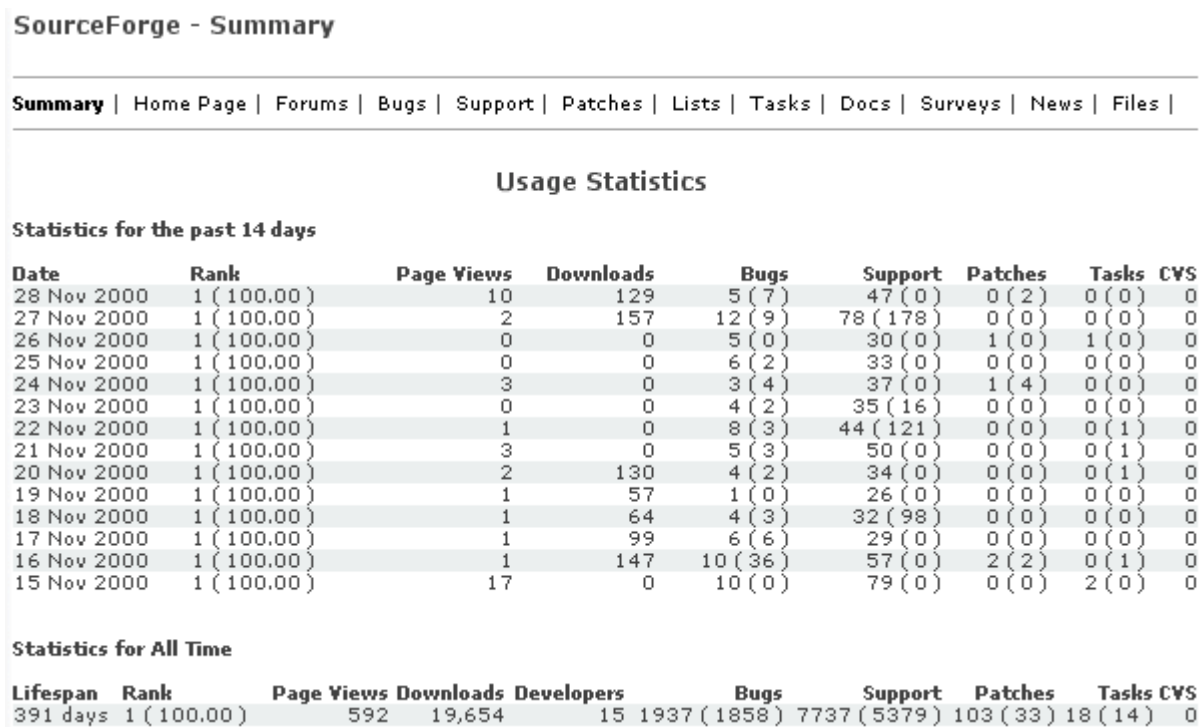 SourceForge - Summary
Summary | Home Page | Forums | Bugs | Support | Patches | Lists | Tasks | Docs | Surveys | News | Files |
Usage Statistics
Statistics for the past 14 days
Date Rank Page Views Downloads Bugs Support Patches Tasks CVS
28 Nov 2000 1 ( 100.00 ) 10 129 5 ( 7 ) 47 ( 0 ) 0 ( 2 ) 0 ( 0 ) 0
27 Nov 2000 1 ( 100.00 ) 2 157 12 ( 9 ) 78 ( 178 ) 0 ( 0 ) 0 ( 0 ) 0
26 Nov 2000 1 ( 100.00 ) 0 0 5 ( 0 ) 30 ( 0 ) 1 ( 0 ) 1 ( 0 ) 0
25 Nov 2000 1 ( 100.00 ) 0 0 6 ( 2 ) 33 ( 0 ) 0 ( 0 ) 0 ( 0 ) 0
24 Nov 2000 1 ( 100.00 ) 3 0 3 ( 4 ) 37 ( 0 ) 1 ( 4 ) 0 ( 0 ) 0
23 Nov 2000 1 ( 100.00 ) 0 0 4 ( 2 ) 35 ( 16 ) 0 ( 0 ) 0 ( 0 ) 0
22 Nov 2000 1 ( 100.00 ) 1 0 8 ( 3 ) 44 ( 121 ) 0 ( 0 ) 0 ( 1 ) 0
21 Nov 2000 1 ( 100.00 ) 3 0 5 ( 3 ) 50 ( 0 ) 0 ( 0 ) 0 ( 1 ) 0
20 Nov 2000 1 ( 100.00 ) 2 130 4 ( 2 ) 34 ( 0 ) 0 ( 0 ) 0 ( 1 ) 0
19 Nov 2000 1 ( 100.00 ) 1 57 1 ( 0 ) 26 ( 0 ) 0 ( 0 ) 0 ( 0 ) 0
18 Nov 2000 1 ( 100.00 ) 1 64 4 ( 3 ) 32 ( 98 ) 0 ( 0 ) 0 ( 0 ) 0
17 Nov 2000 1 ( 100.00 ) 1 99 6 ( 6 ) 29 ( 0 ) 0 ( 0 ) 0 ( 0 ) 0
16 Nov 2000 1 ( 100.00 ) 1 147 10 ( 36 ) 57 ( 0 ) 2 ( 2 ) 0 ( 1 ) 0
15 Nov 2000 1 ( 100.00 ) 17 0 10 ( 0 ) 79 ( 0 ) 0 ( 0 ) 2 ( 0 ) 0
Statistics for All Time
Lifespan Rank Page Views Downloads Developers Bugs Support Patches Tasks CVS
391 days 1 ( 100.00 ) 592 19,654 15 1937 ( 1858 ) 7737 ( 5379 ) 103 ( 33 ) 18 ( 14 ) 0